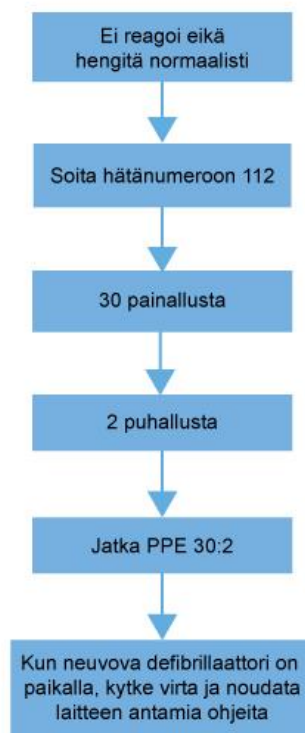 Ei reagoi eikä
hengitä normaalisti
Soita hätänumeroon 112
30 painallusta
2 puhallusta
Jatka PPE 30:2
Kun neuvova defibrillaattori on
paikalla, kytke virta ja noudata
laitteen antamia ohjeita